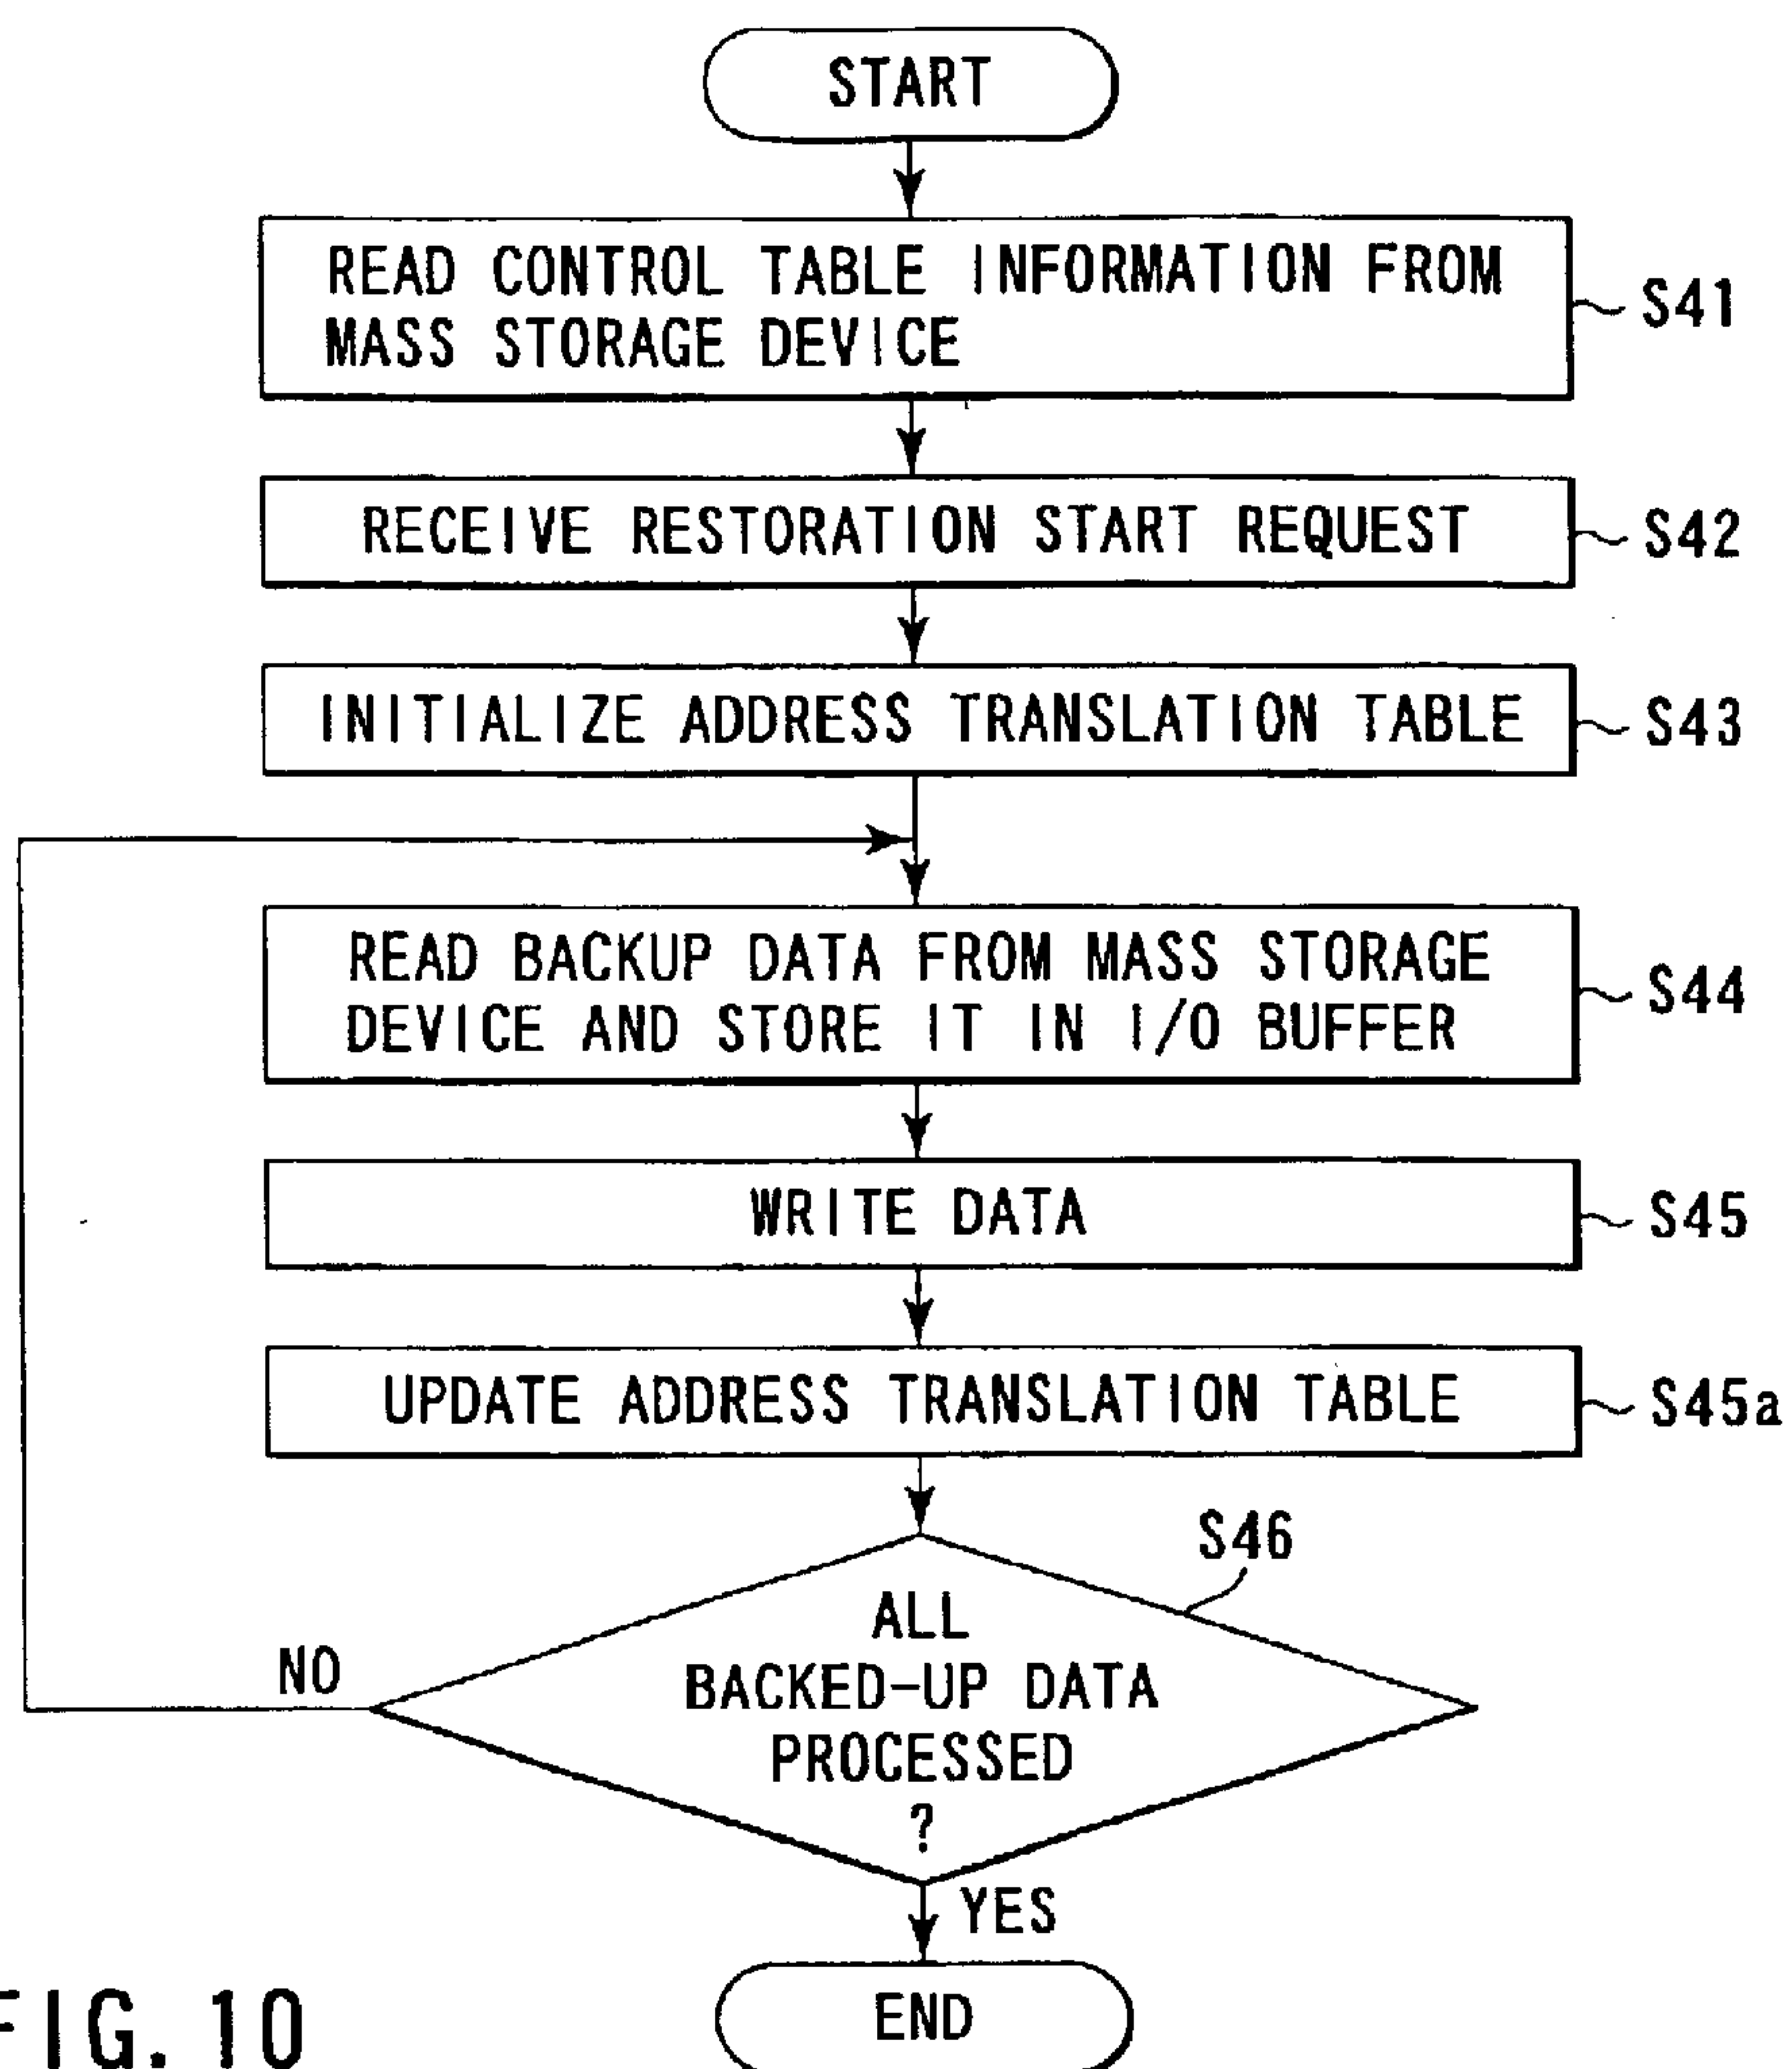 START
READ CONTROL TABLE INFORMATION FROM
MASS STORAGE DEVICE
S41
RECEIVE RESTORATION START REQUEST
S42
INITIALIZE ADDRESS TRANSLATION TABLE
S43
READ BACKUP DATA FROM MASS STORAGE
DEVICE AND STORE IT IN I/O BUFFER
S44
WRITE DATA
S45
UPDATE ADDRESS TRANSLATION TABLE
S45a
S46
ALL
BACKED-UP DATA
PROCESSED
?
NO
YES
END
FIG. 10